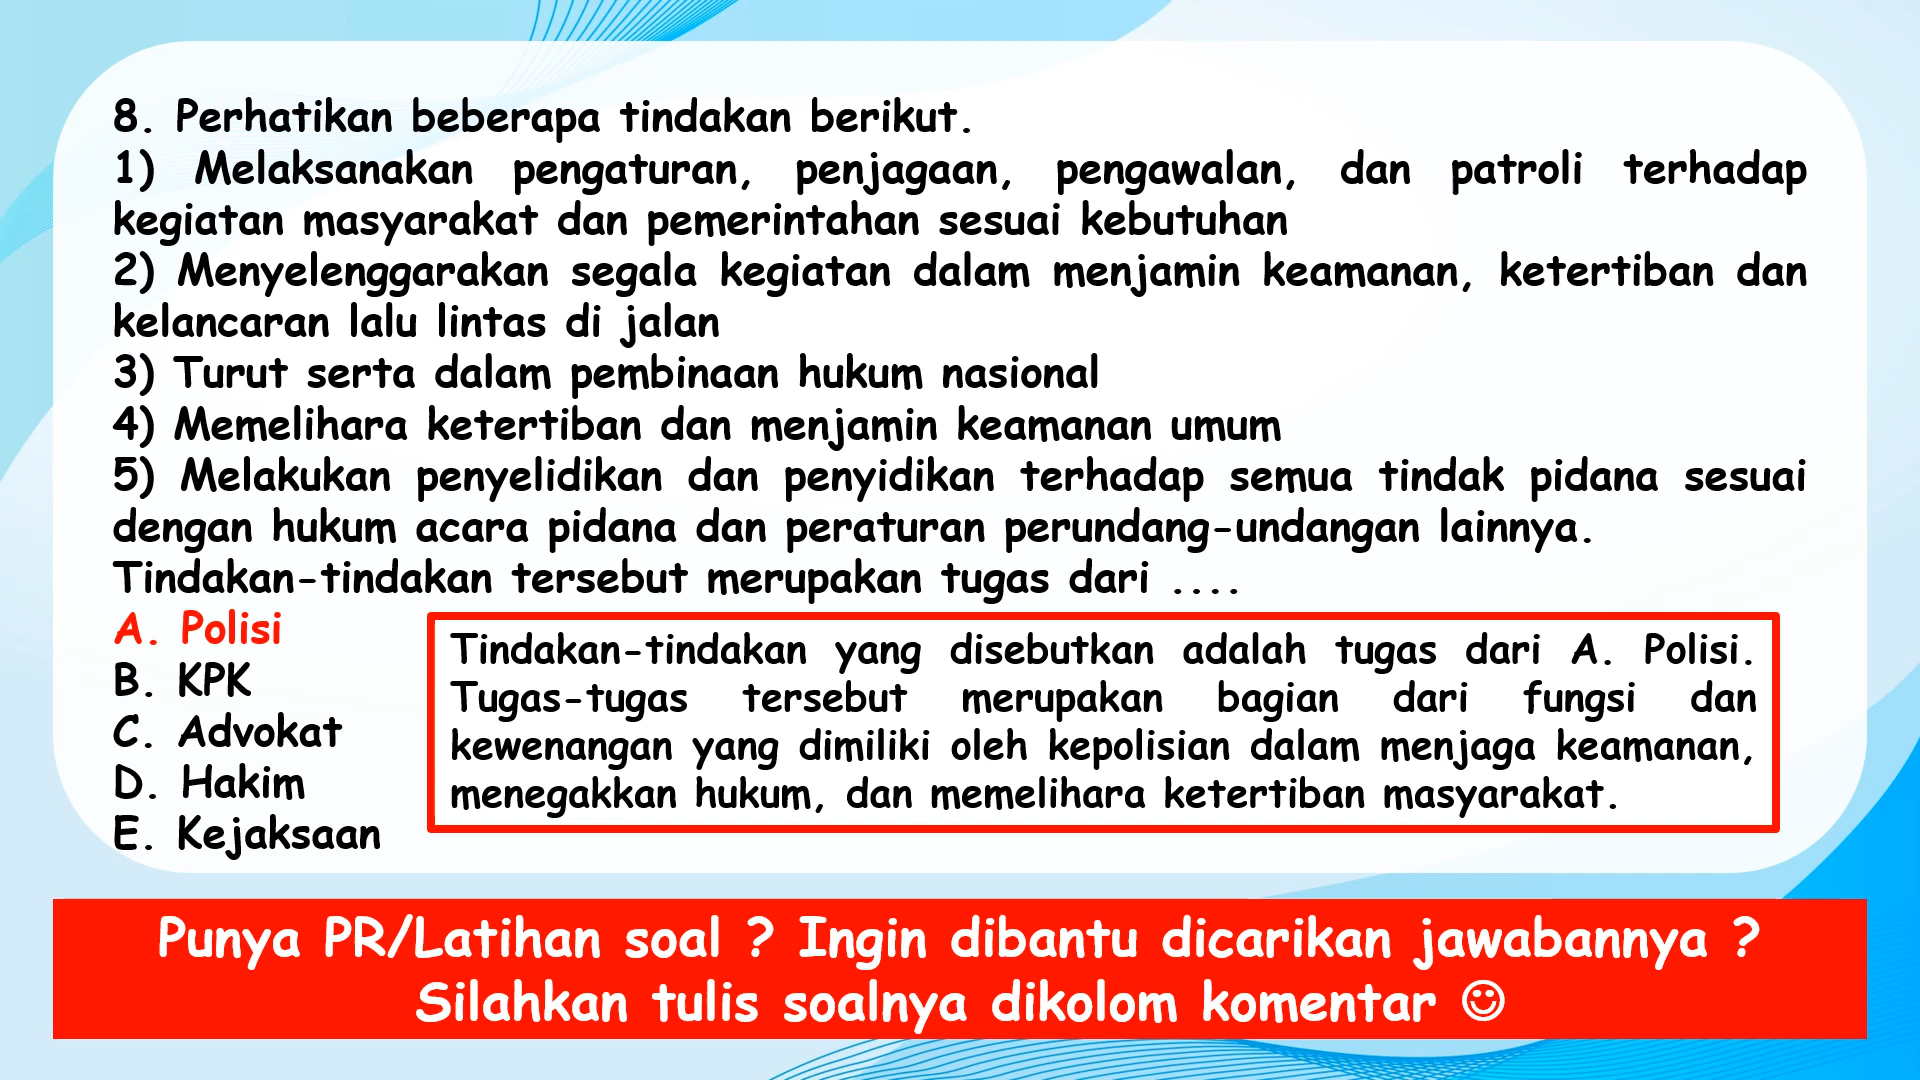 8. Perhatikan beberapa tindakan berikut.
1) Melaksanakan pengaturan, penjagaan, pengawalan, dan patroli terhadap
kegiatan masyarakat dan pemerintahan sesuai kebutuhan
2) Menyelenggarakan segala kegiatan dalam menjamin keamanan, ketertiban dan
kelancaran lalu lintas di jalan
3) Turut serta dalam pembinaan hukum nasional
4) Memelihara ketertiban dan menjamin keamanan umum
5) Melakukan penyelidikan dan penyidikan terhadap semua tindak pidana sesuai
dengan hukum acara pidana dan peraturan perundang-undangan lainnya.
Tindakan-tindakan tersebut merupakan tugas dari ....
A. Polisi
B. KPK
C. Advokat
D. Hakim
E. Kejaksaan
Tindakan-tindakan yang disebutkan adalah tugas dari A. Polisi.
Tugas-tugas tersebut merupakan bagian dari fungsi dan
kewenangan yang dimiliki oleh kepolisian dalam menjaga keamanan,
menegakkan hukum, dan memelihara ketertiban masyarakat.
Punya PR/Latihan soal ? Ingin dibantu dicarikan jawabannya ?
Silahkan tulis soalnya dikolom komentar ☺